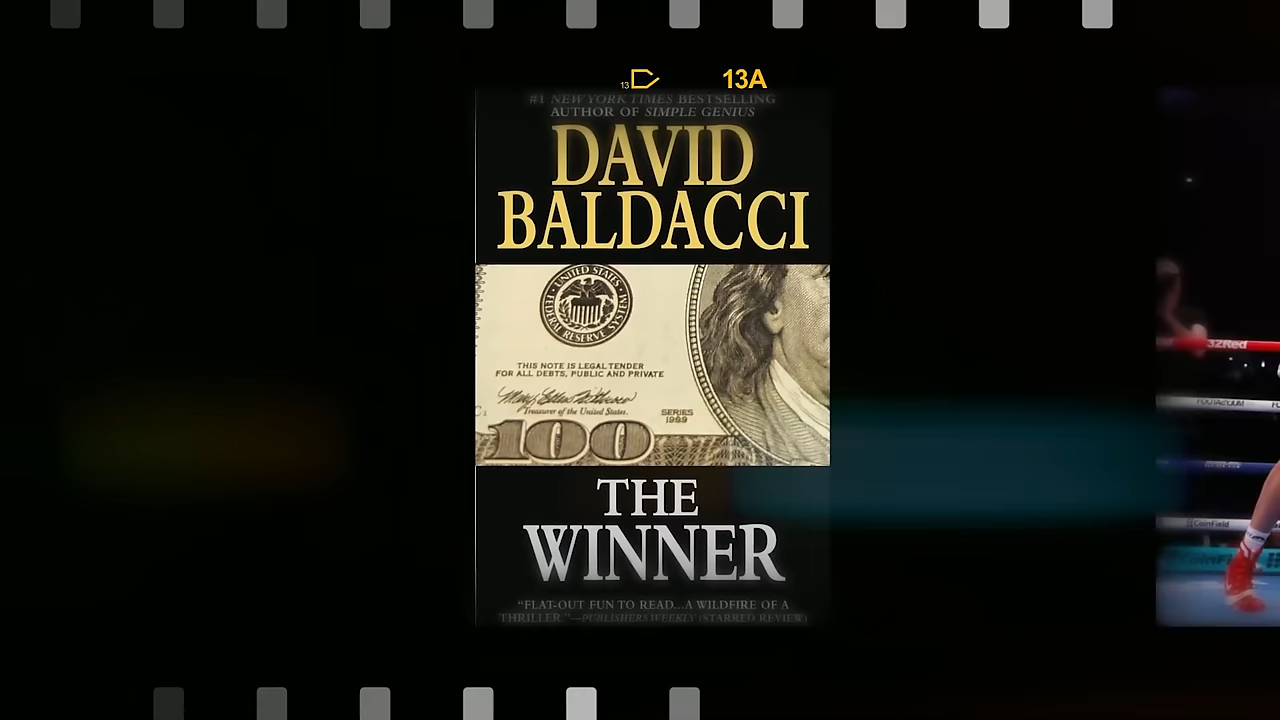 13 13A
#1 NEW YORK TIMES BESTSELLING
AUTHOR OF SIMPLE GENIUS
DAVID
BALDACCI
UNITED STATES
FEDERAL RESERVE SYSTEM
THIS NOTE IS LEGAL TENDER
FOR ALL DEBTS, PUBLIC AND PRIVATE
Treasurer of the United States.
SERIES
1999
100
THE
WINNER
"FLAT-OUT FUN TO READ...A WILDFIRE OF A
THRILLER."—PUBLISHERS WEEKLY (STARRED REVIEW)
32Red
CoinField